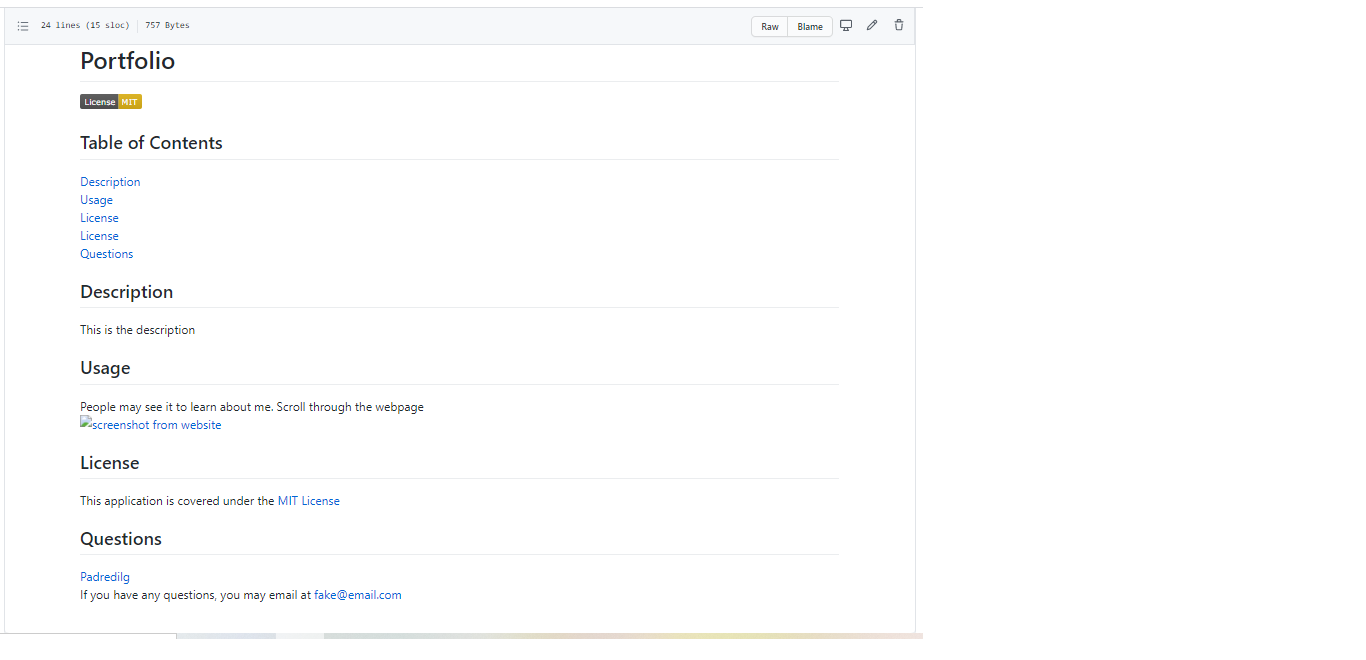 24 lines (15 sloc) 757 Bytes Raw Blame
Portfolio
License MIT
Table of Contents
Description
Usage
License
License
Questions
Description
This is the description
Usage
People may see it to learn about me. Scroll through the webpage
screenshot from website
License
This application is covered under the MIT License
Questions
Padredilg
If you have any questions, you may email at fake@email.com